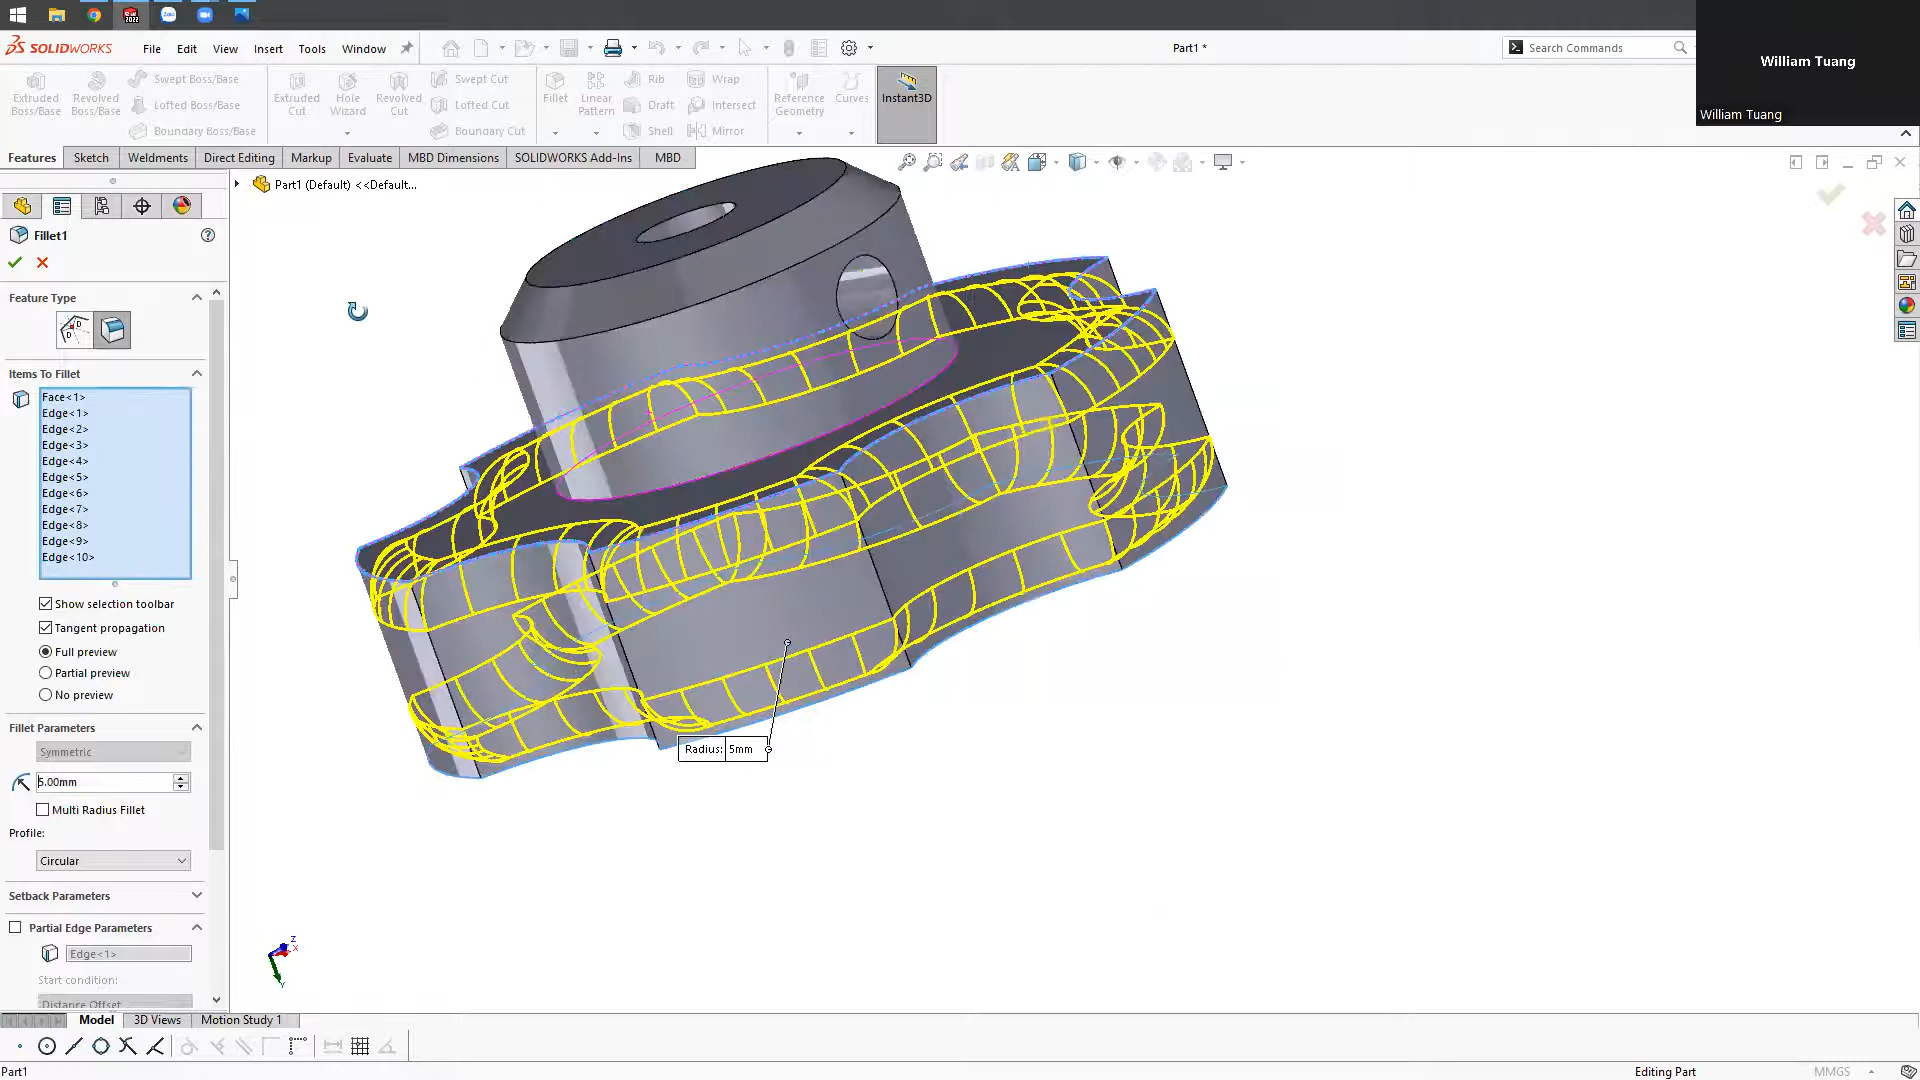 SOLIDWORKS File Edit View Insert Tools Window Part1 * Search Commands
William Tuang
William Tuang
Extruded Boss/Base
Revolved Boss/Base
Swept Boss/Base
Lofted Boss/Base
Boundary Boss/Base
Extruded Cut
Hole Wizard
Revolved Cut
Swept Cut
Lofted Cut
Boundary Cut
Fillet
Linear Pattern
Rib
Draft
Shell
Wrap
Intersect
Mirror
Reference Geometry
Curves
Instant3D
Features Sketch Weldments Direct Editing Markup Evaluate MBD Dimensions SOLIDWORKS Add-Ins MBD
Part1 (Default) <<Default...
Fillet1
Feature Type
Items To Fillet
Face<1>
Edge<1>
Edge<2>
Edge<3>
Edge<4>
Edge<5>
Edge<6>
Edge<7>
Edge<8>
Edge<9>
Edge<10>
Show selection toolbar
Tangent propagation
Full preview
Partial preview
No preview
Fillet Parameters
Symmetric
5.00mm
Multi Radius Fillet
Profile:
Circular
Setback Parameters
Partial Edge Parameters
Edge<1>
Start condition:
Distance Offset
Radius: 5mm
Z
X
Y
Model 3D Views Motion Study 1
Part1 Editing Part MMGS